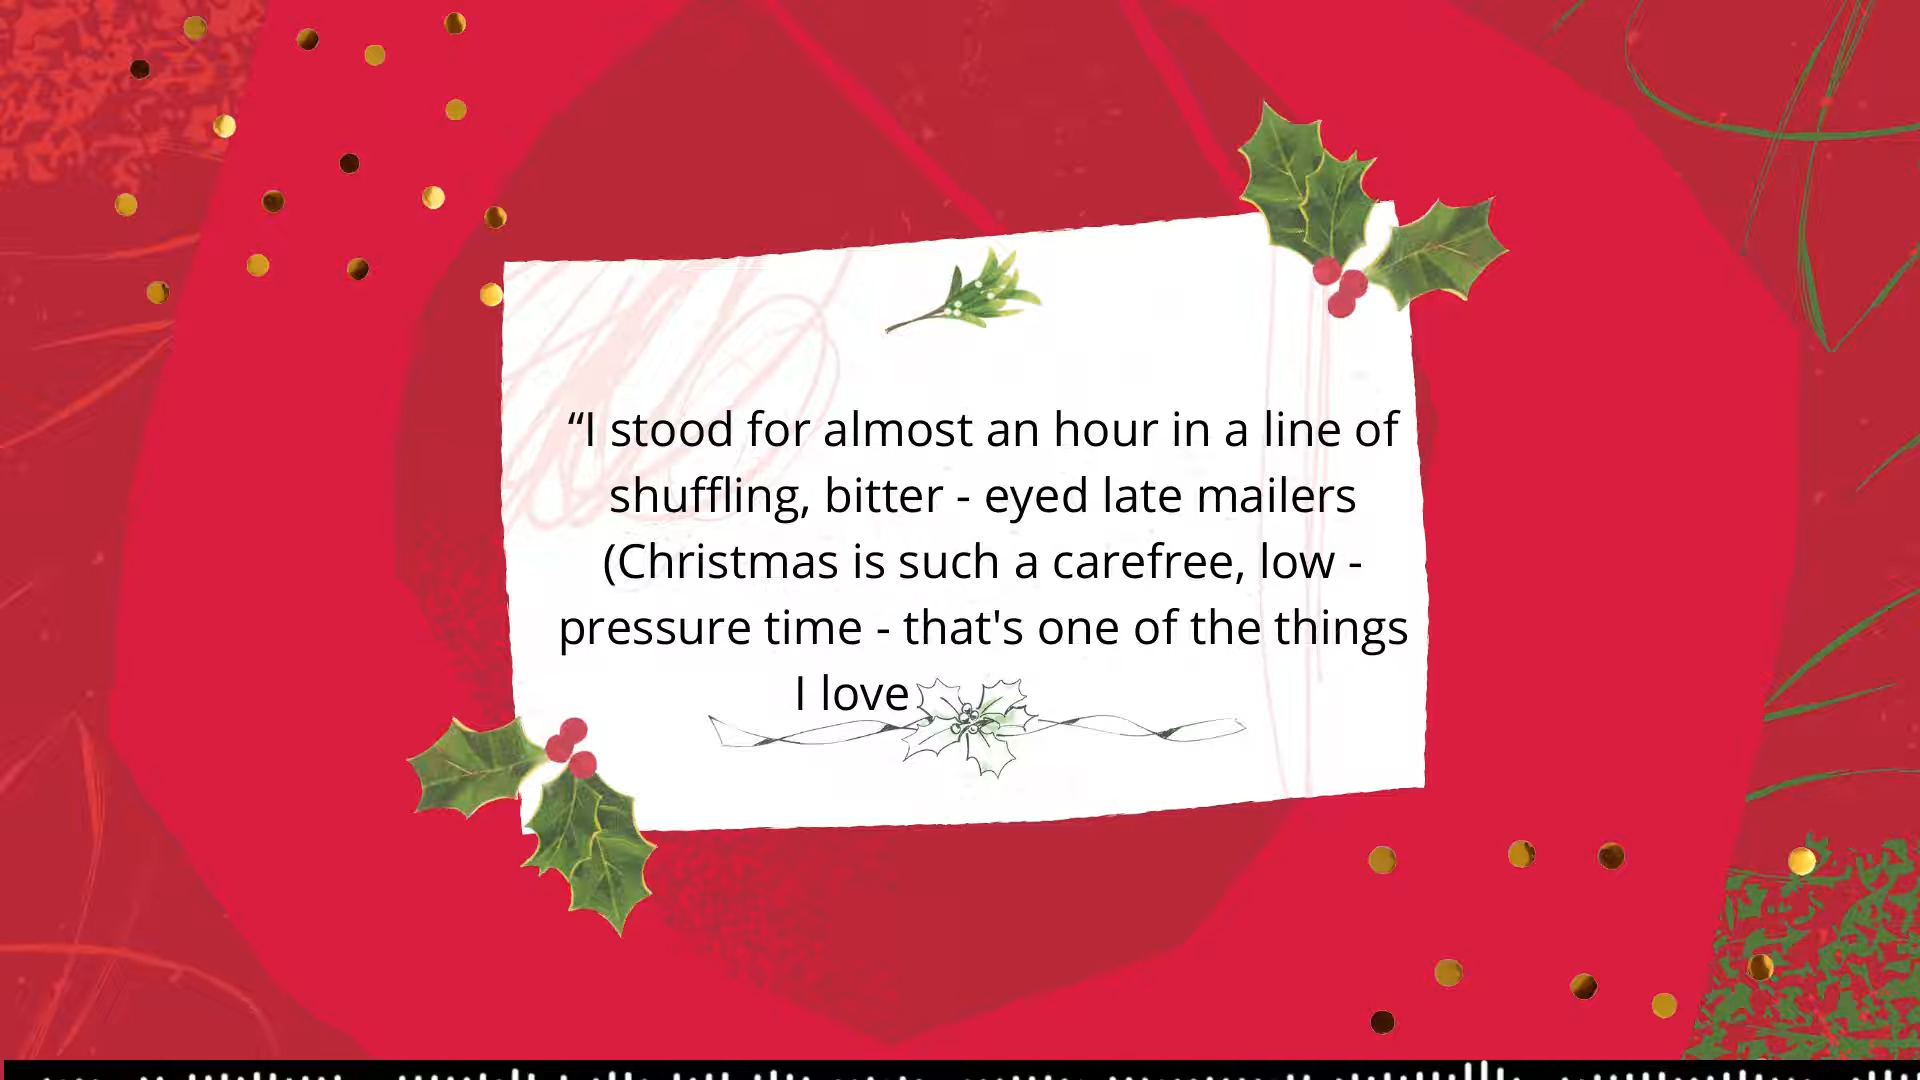 “I stood for almost an hour in a line of
shuffling, bitter - eyed late mailers
(Christmas is such a carefree, low -
pressure time - that's one of the things
I love